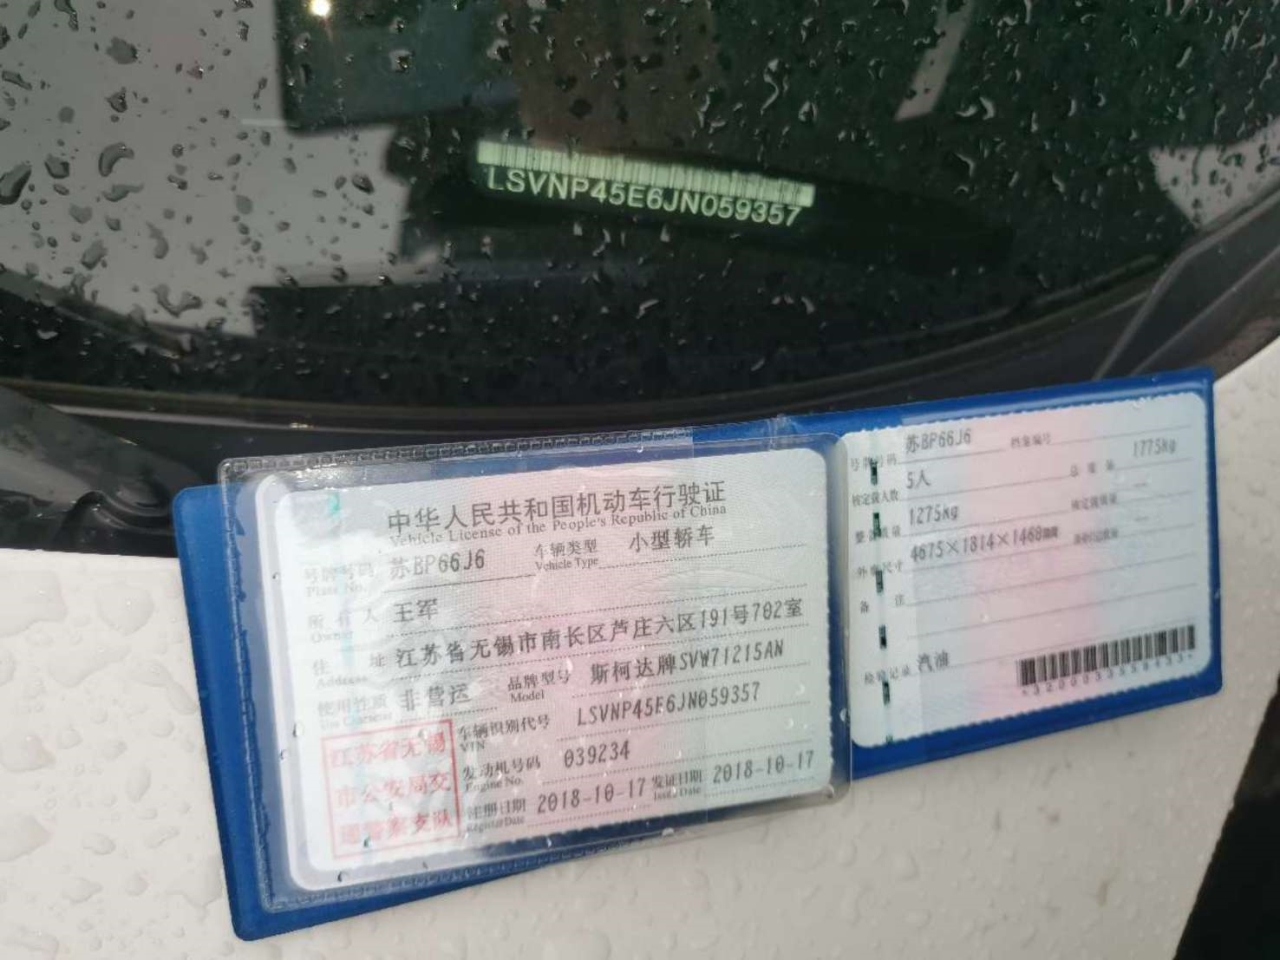 LSVNP45E6JN059357
中华人民共和国机动车行驶证
Vehicle License of the People's Republic of China
号牌号码 苏BP66J6 车辆类型 小型轿车
Plate No. Vehicle Type
所有人 王军
Owner
住址 江苏省无锡市南长区芦庄六区191号702室
Address
使用性质 非营运 品牌型号 斯柯达牌SVW71215AN
Use Character Model
车辆识别代号 LSVNP45E6JN059357
VIN
发动机号码 039234
Engine No.
注册日期 2018-10-17 发证日期 2018-10-17
Register Date Issue Date
江苏省无锡
市公安局交
通警察支队
号牌号码 苏BP66J6 档案编号
核定载人数 5人 总质量 1775kg
整备质量 1275kg 核定载质量
外廓尺寸 4675×1814×1468mm
备注
检验记录 汽油